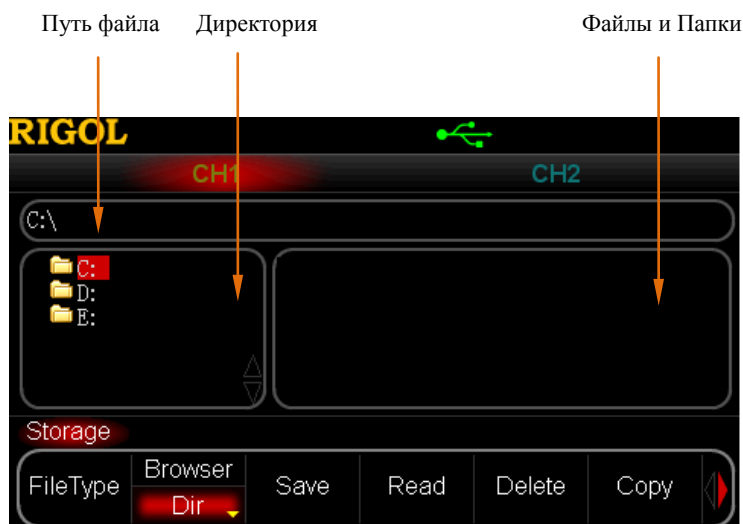 Путь файла Директория Файлы и Папки
RIGOL
CH1 CH2
C:\
C:
D:
E:
Storage
FileType Browser Save Read Delete Copy
Dir